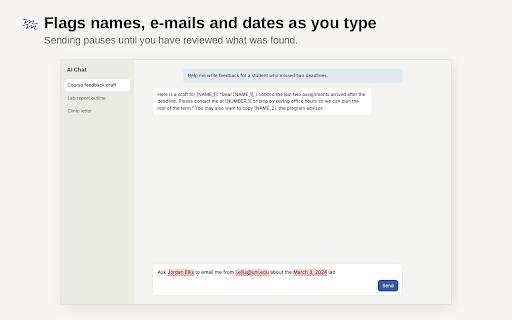 Flags names, e-mails and dates as you type
Sending pauses until you have reviewed what was found.
AI Chat
Course feedback draft
Lab report outline
Clinic letter
Help me write feedback for a student who missed two deadlines.
Here is a draft for [NAME_1]: "Dear [NAME_1], I noticed the last two assignments arrived after the
deadline. Please contact me at [NUMBER_1] or stop by during office hours so we can plan the
rest of the term." You may also want to copy [NAME_2], the program advisor.
Ask Jordan Ellis to email me from j.ellis@uni.edu about the March 3, 2024 lab
Send